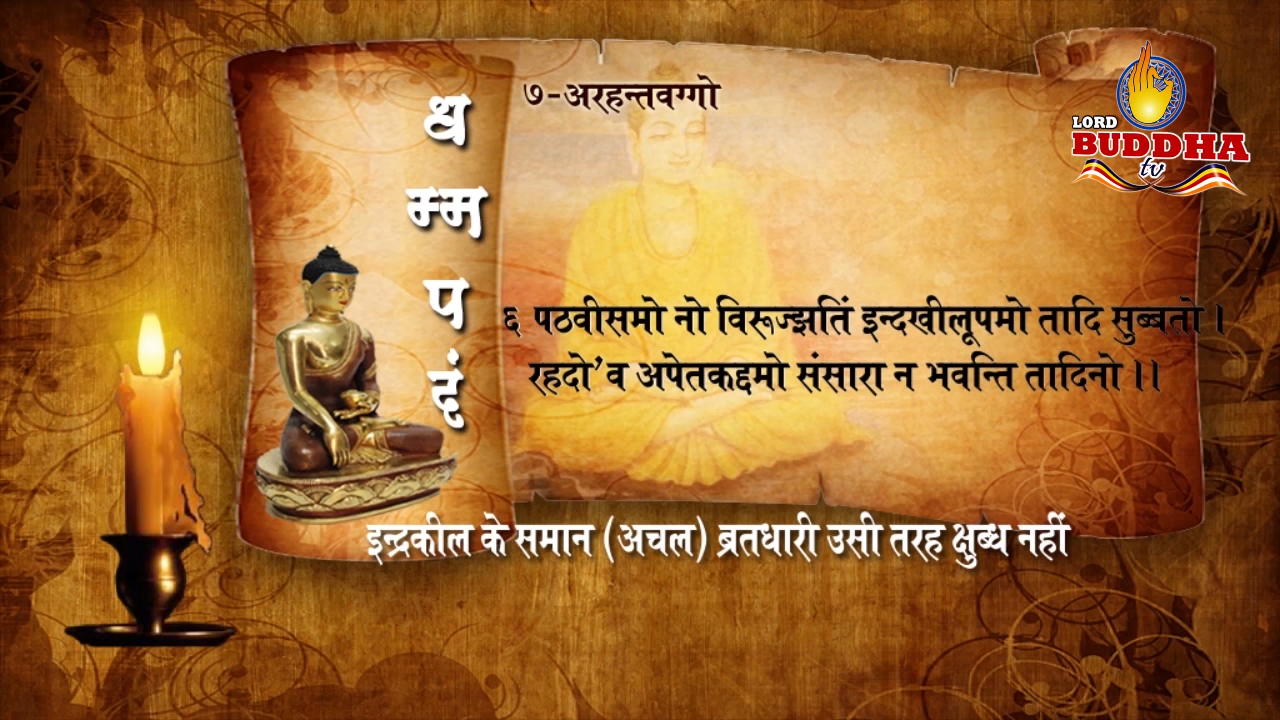 ७-अरहन्तवग्गो
ध
म्म
प
दं
LORD
BUDDHA
tv
६ पठवीसमो नो विरुज्झतिं इन्दखीलूपमो तादि सुब्बतो ।
रहदो’व अपेतकद्दमो संसारा न भवन्ति तादिनो ।।
इन्द्रकील के समान (अचल) ब्रतधारी उसी तरह क्षुब्ध नहीं